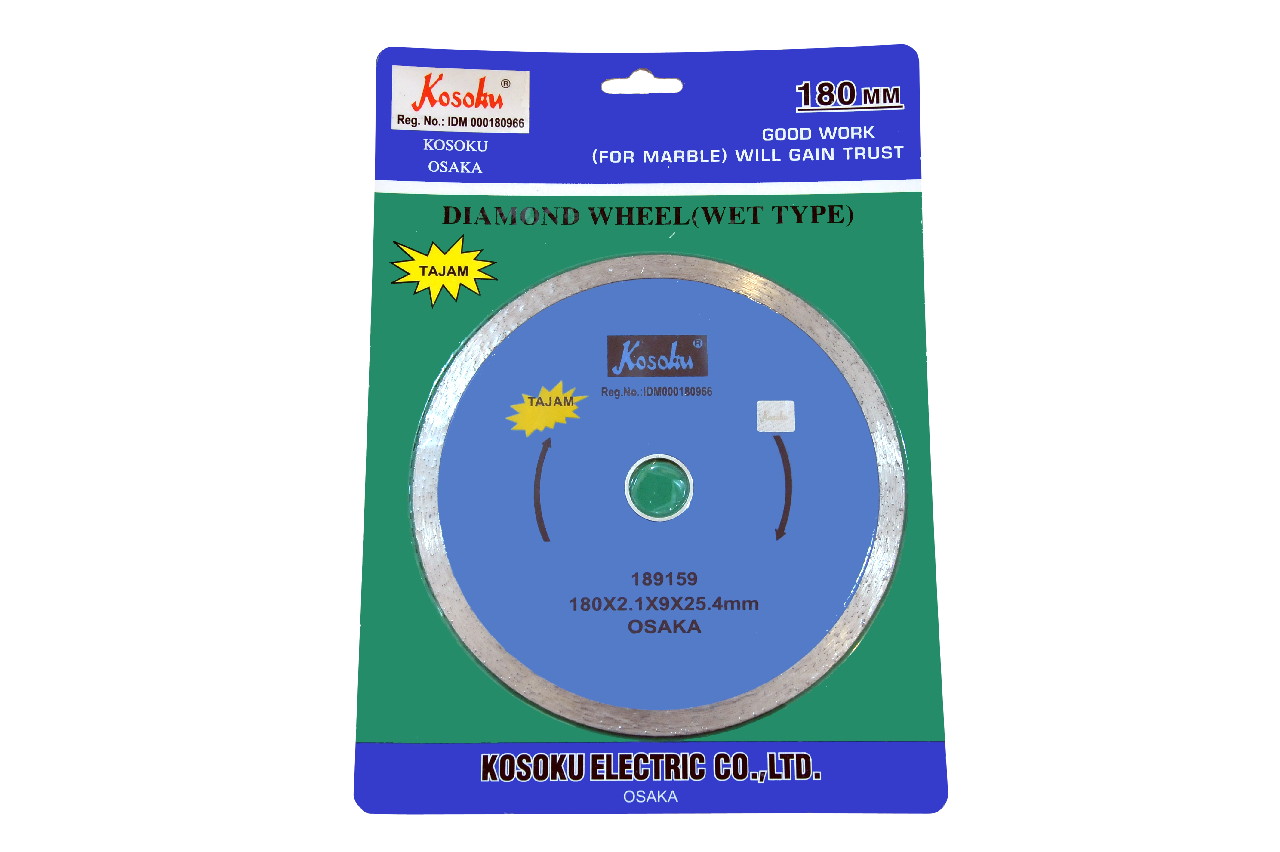 Kosoku ®
Reg. No.: IDM 000180966
KOSOKU
OSAKA
180 MM
GOOD WORK
(FOR MARBLE) WILL GAIN TRUST
DIAMOND WHEEL(WET TYPE)
TAJAM
Kosoku ®
Reg.No.:IDM000180966
TAJAM
Kosoku
189159
180X2.1X9X25.4mm
OSAKA
KOSOKU ELECTRIC CO.,LTD.
OSAKA